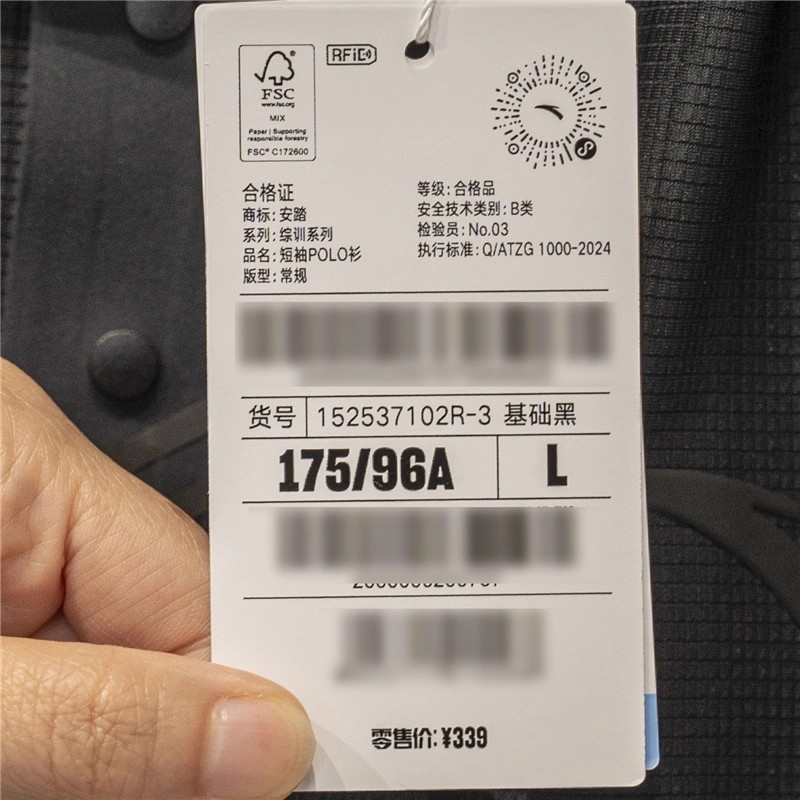 RFID
FSC
www.fsc.org
MIX
Paper | Supporting
responsible forestry
FSC® C172600
合格证
商标: 安踏
系列: 综训系列
品名: 短袖POLO衫
版型: 常规
等级: 合格品
安全技术类别: B类
检验员: No.03
执行标准: Q/ATZG 1000-2024
货号 152537102R-3 基础黑
175/96A L
零售价: ¥339